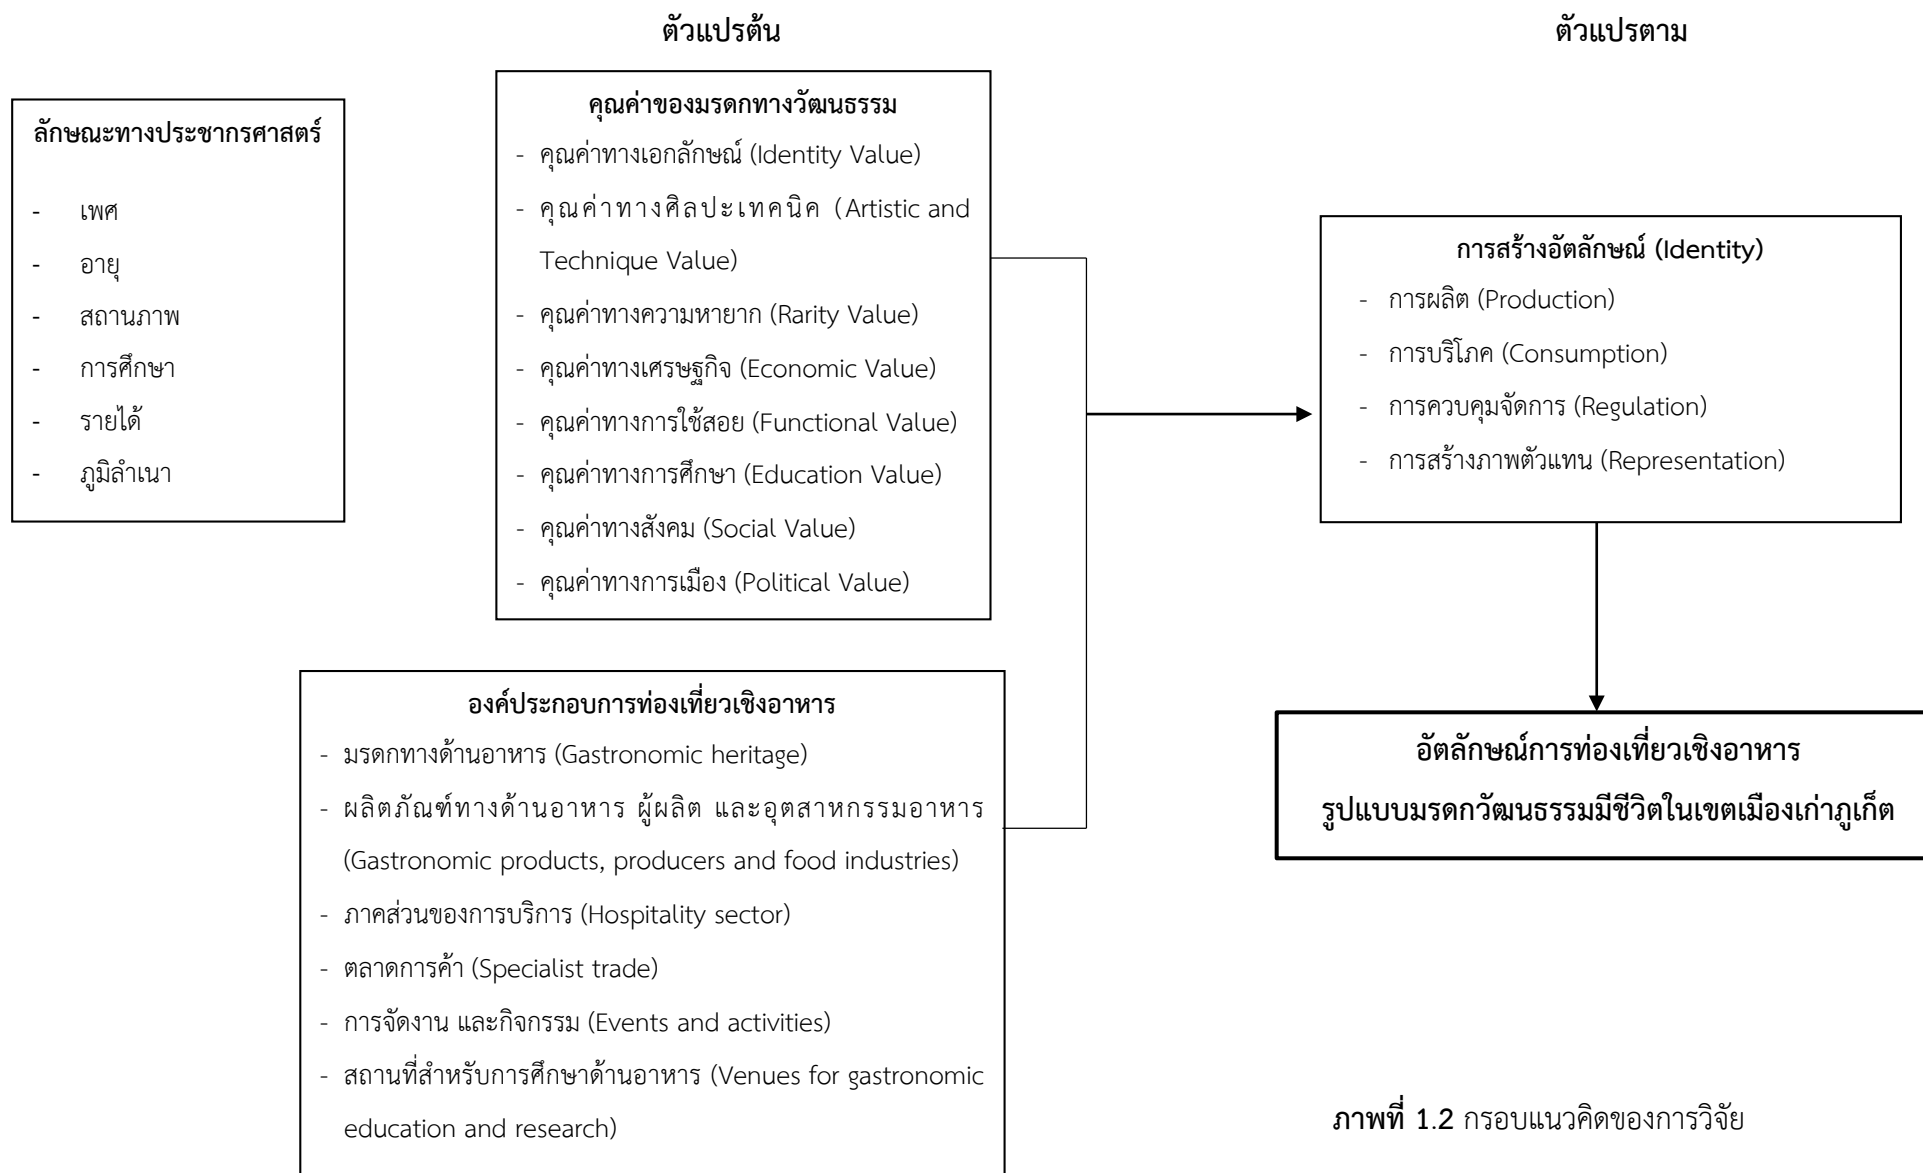 ตัวแปรต้น
ตัวแปรตาม
ลักษณะทางประชากรศาสตร์
- เพศ
- อายุ
- สถานภาพ
- การศึกษา
- รายได้
- ภูมิลำเนา
คุณค่าของมรดกทางวัฒนธรรม
- คุณค่าทางเอกลักษณ์ (Identity Value)
- คุณค่าทางศิลปะเทคนิค (Artistic and
Technique Value)
- คุณค่าทางความหายาก (Rarity Value)
- คุณค่าทางเศรษฐกิจ (Economic Value)
- คุณค่าทางการใช้สอย (Functional Value)
- คุณค่าทางการศึกษา (Education Value)
- คุณค่าทางสังคม (Social Value)
- คุณค่าทางการเมือง (Political Value)
องค์ประกอบการท่องเที่ยวเชิงอาหาร
- มรดกทางด้านอาหาร (Gastronomic heritage)
- ผลิตภัณฑ์ทางด้านอาหาร ผู้ผลิต และอุตสาหกรรมอาหาร
(Gastronomic products, producers and food industries)
- ภาคส่วนของการบริการ (Hospitality sector)
- ตลาดการค้า (Specialist trade)
- การจัดงาน และกิจกรรม (Events and activities)
- สถานที่สำหรับการศึกษาด้านอาหาร (Venues for gastronomic
education and research)
การสร้างอัตลักษณ์ (Identity)
- การผลิต (Production)
- การบริโภค (Consumption)
- การควบคุมจัดการ (Regulation)
- การสร้างภาพตัวแทน (Representation)
อัตลักษณ์การท่องเที่ยวเชิงอาหาร
รูปแบบมรดกวัฒนธรรมมีชีวิตในเขตเมืองเก่าภูเก็ต
ภาพที่ 1.2 กรอบแนวคิดของการวิจัย